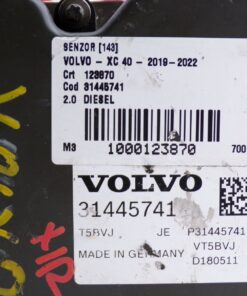 SENZOR [143]
VOLVO - XC 40 - 2019-2022
Crt 123870
Cod 31445741
2.0 DIESEL
M3 1000123870 700
VOLVO
31445741
T5BVJ JE P31445741
MADE IN GERMANY VT5BVJ
D180511